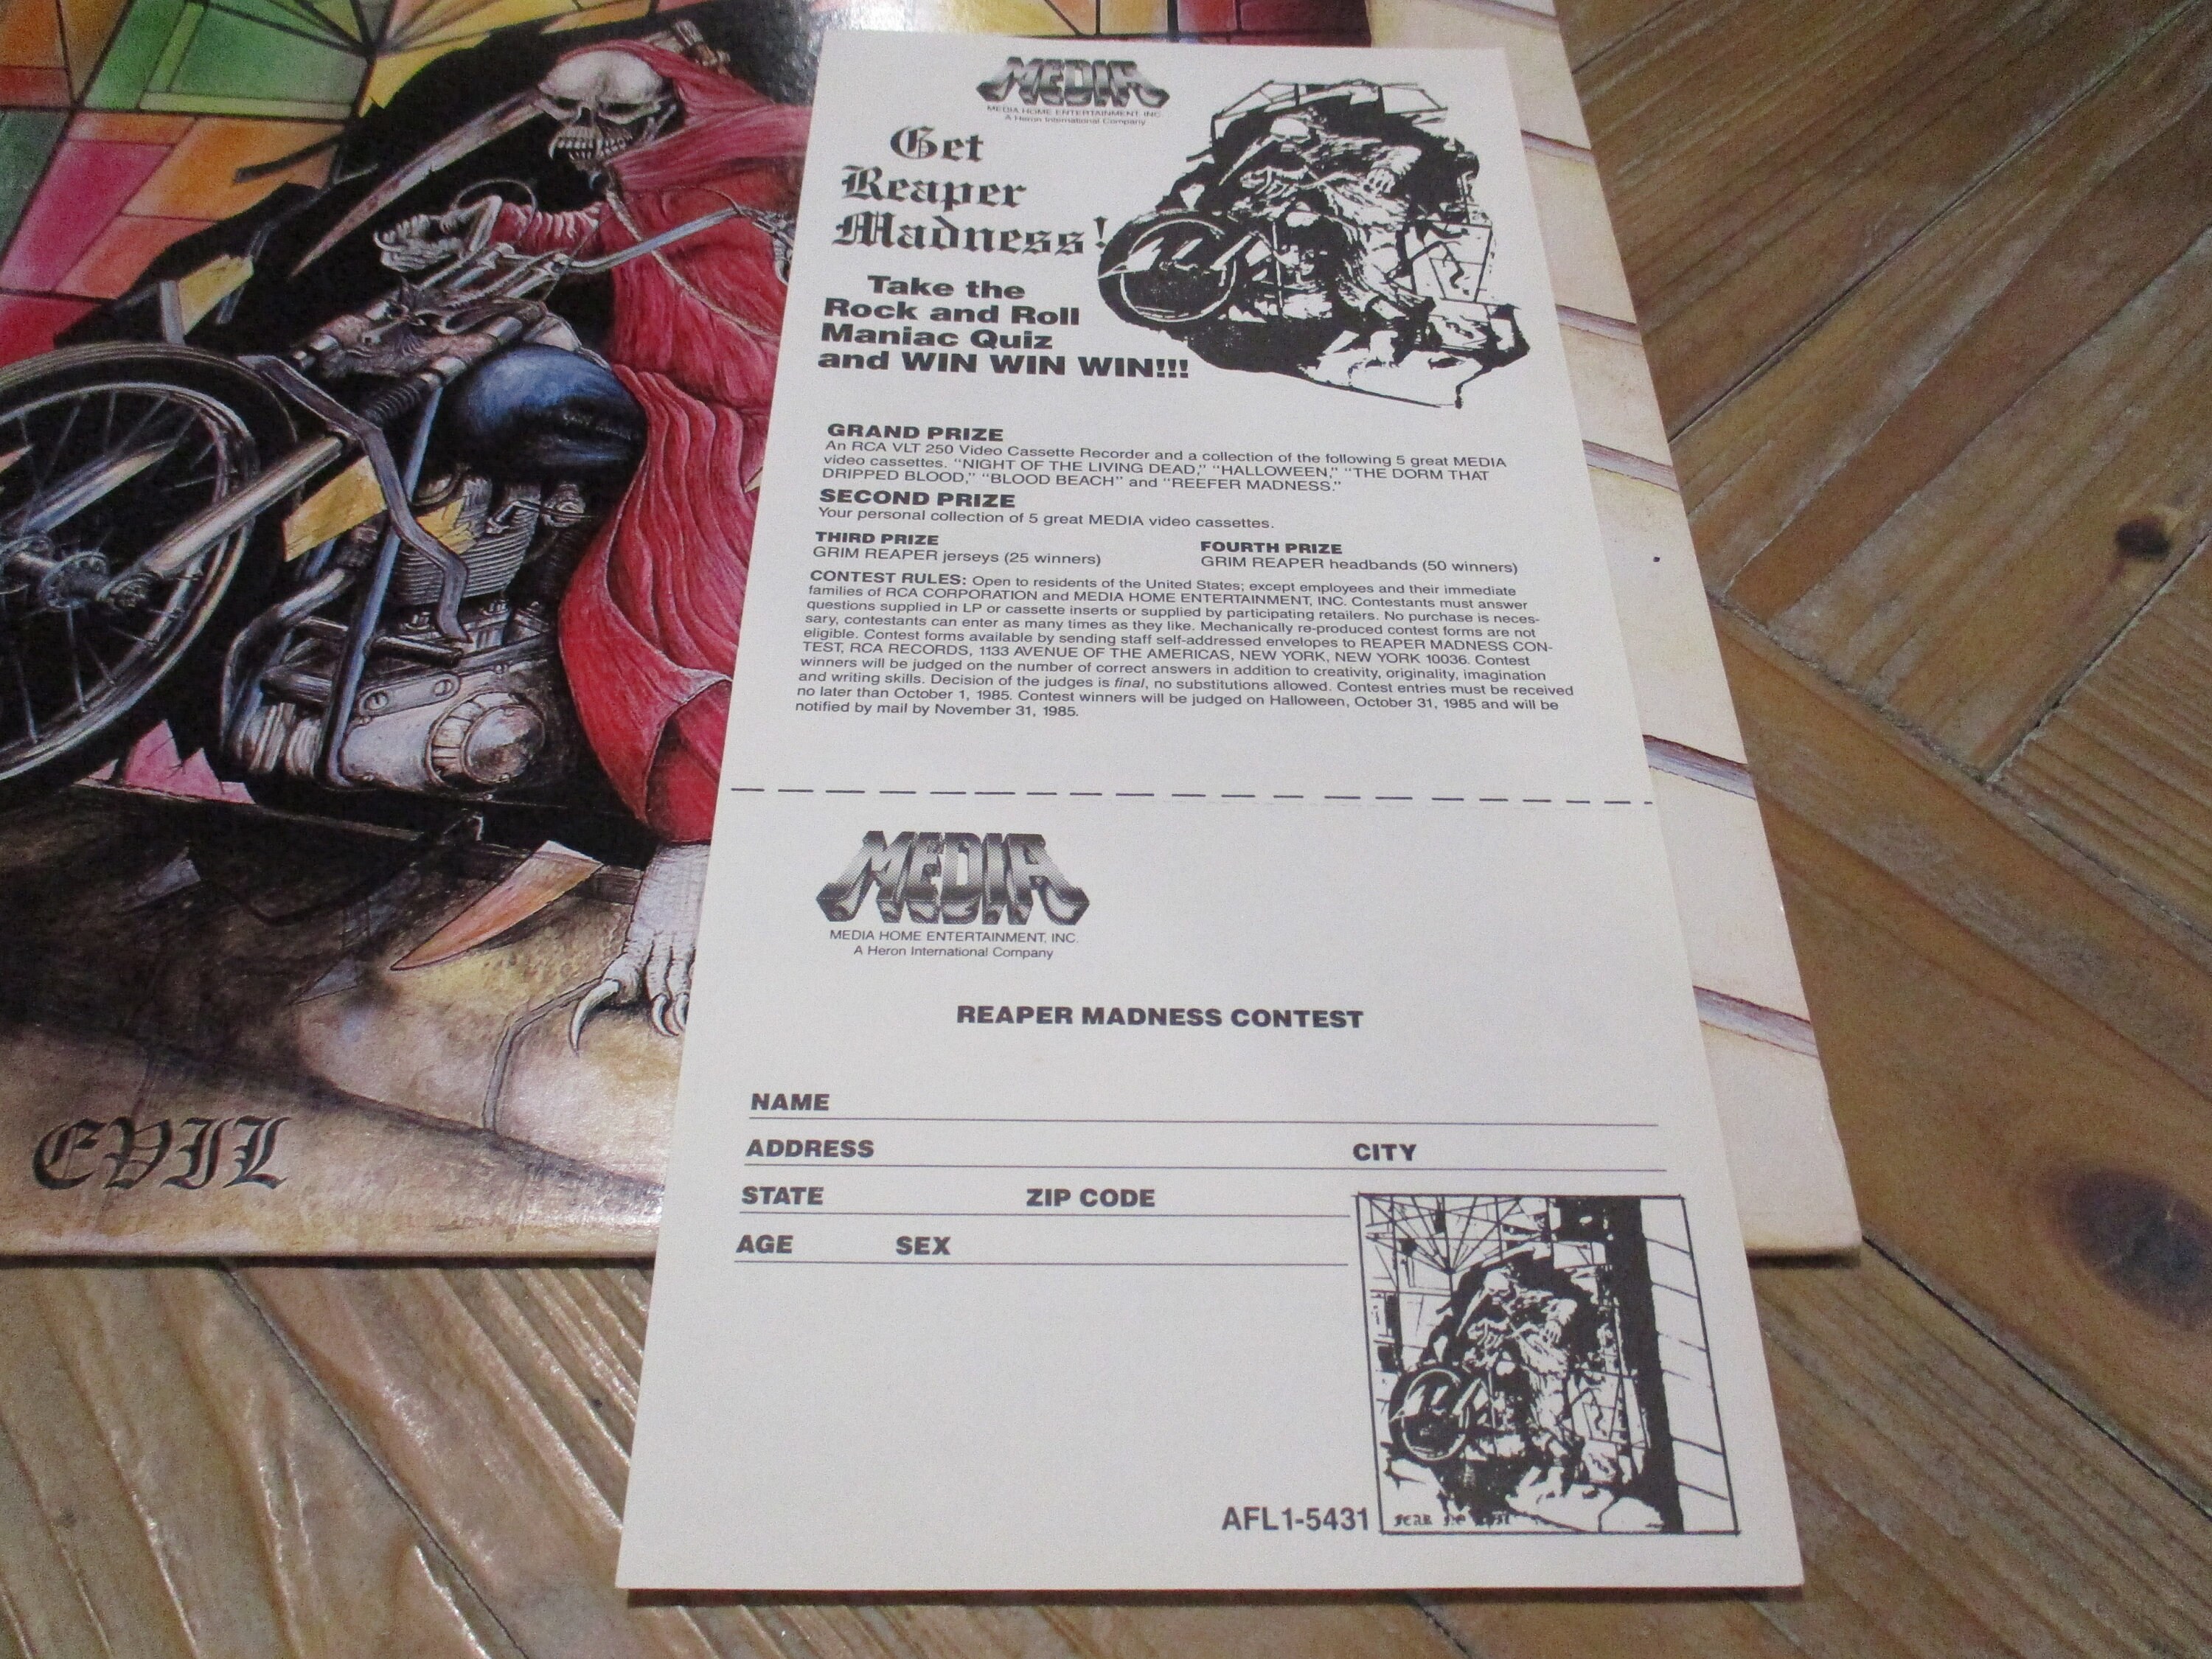 MEDIA
MEDIA HOME ENTERTAINMENT, INC.
A Heron International Company
Get
Reaper
Madness!
Take the
Rock and Roll
Maniac Quiz
and WIN WIN WIN!!!
GRAND PRIZE
An RCA VLT 250 Video Cassette Recorder and a collection of the following 5 great MEDIA
video cassettes. "NIGHT OF THE LIVING DEAD," "HALLOWEEN," "THE DORM THAT
DRIPPED BLOOD," "BLOOD BEACH" and "REEFER MADNESS."
SECOND PRIZE
Your personal collection of 5 great MEDIA video cassettes.
THIRD PRIZE
GRIM REAPER jerseys (25 winners)
FOURTH PRIZE
GRIM REAPER headbands (50 winners)
CONTEST RULES: Open to residents of the United States; except employees and their immediate
families of RCA CORPORATION and MEDIA HOME ENTERTAINMENT, INC. Contestants must answer
questions supplied in LP or cassette inserts or supplied by participating retailers. No purchase is neces-
sary, contestants can enter as many times as they like. Mechanically re-produced contest forms are not
eligible. Contest forms available by sending staff self-addressed envelopes to REAPER MADNESS CON-
TEST, RCA RECORDS, 1133 AVENUE OF THE AMERICAS, NEW YORK, NEW YORK 10036. Contest
winners will be judged on the number of correct answers in addition to creativity, originality, imagination
and writing skills. Decision of the judges is final, no substitutions allowed. Contest entries must be received
no later than October 1, 1985. Contest winners will be judged on Halloween, October 31, 1985 and will be
notified by mail by November 31, 1985.
MEDIA
MEDIA HOME ENTERTAINMENT, INC.
A Heron International Company
REAPER MADNESS CONTEST
NAME
ADDRESS CITY
STATE ZIP CODE
AGE SEX
AFL1-5431
FEAR
EVIL